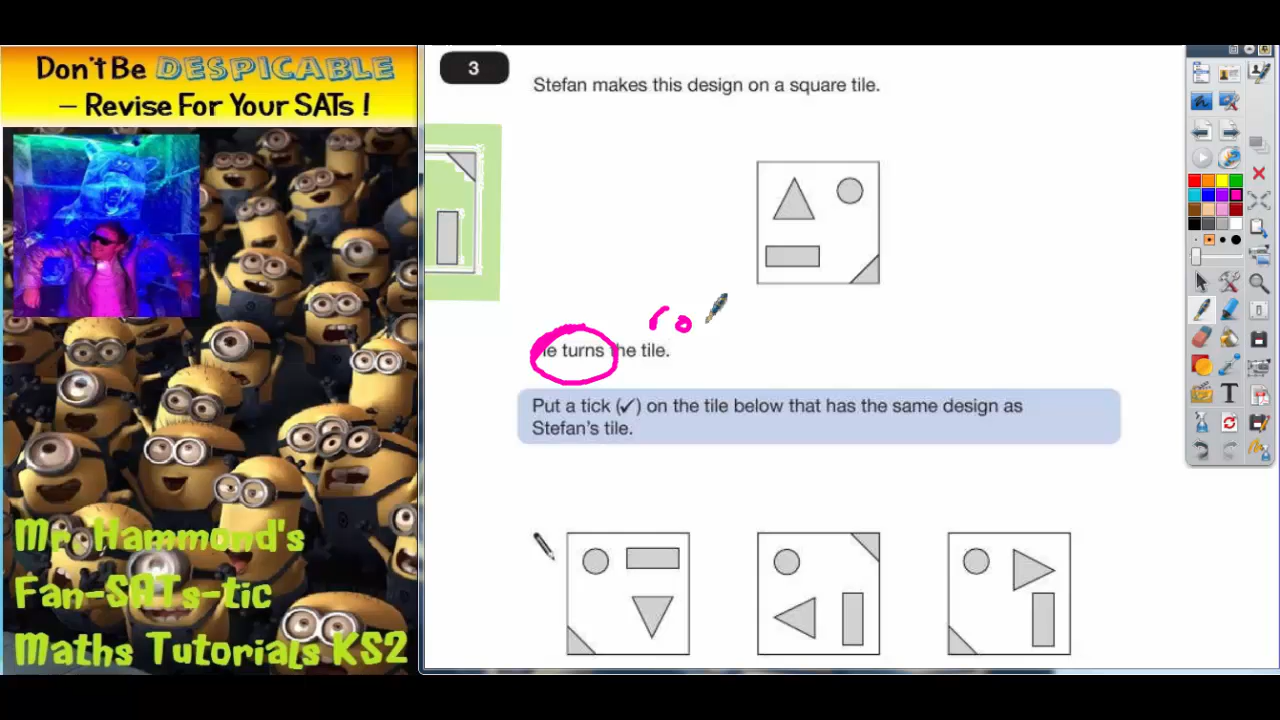 Don't Be DESPICABLE
– Revise For Your SATs !
3
Stefan makes this design on a square tile.
ro
He turns the tile.
Put a tick (✓) on the tile below that has the same design as
Stefan's tile.
Mr. Hammond's
Fan-SATs-tic
Maths Tutorials KS2